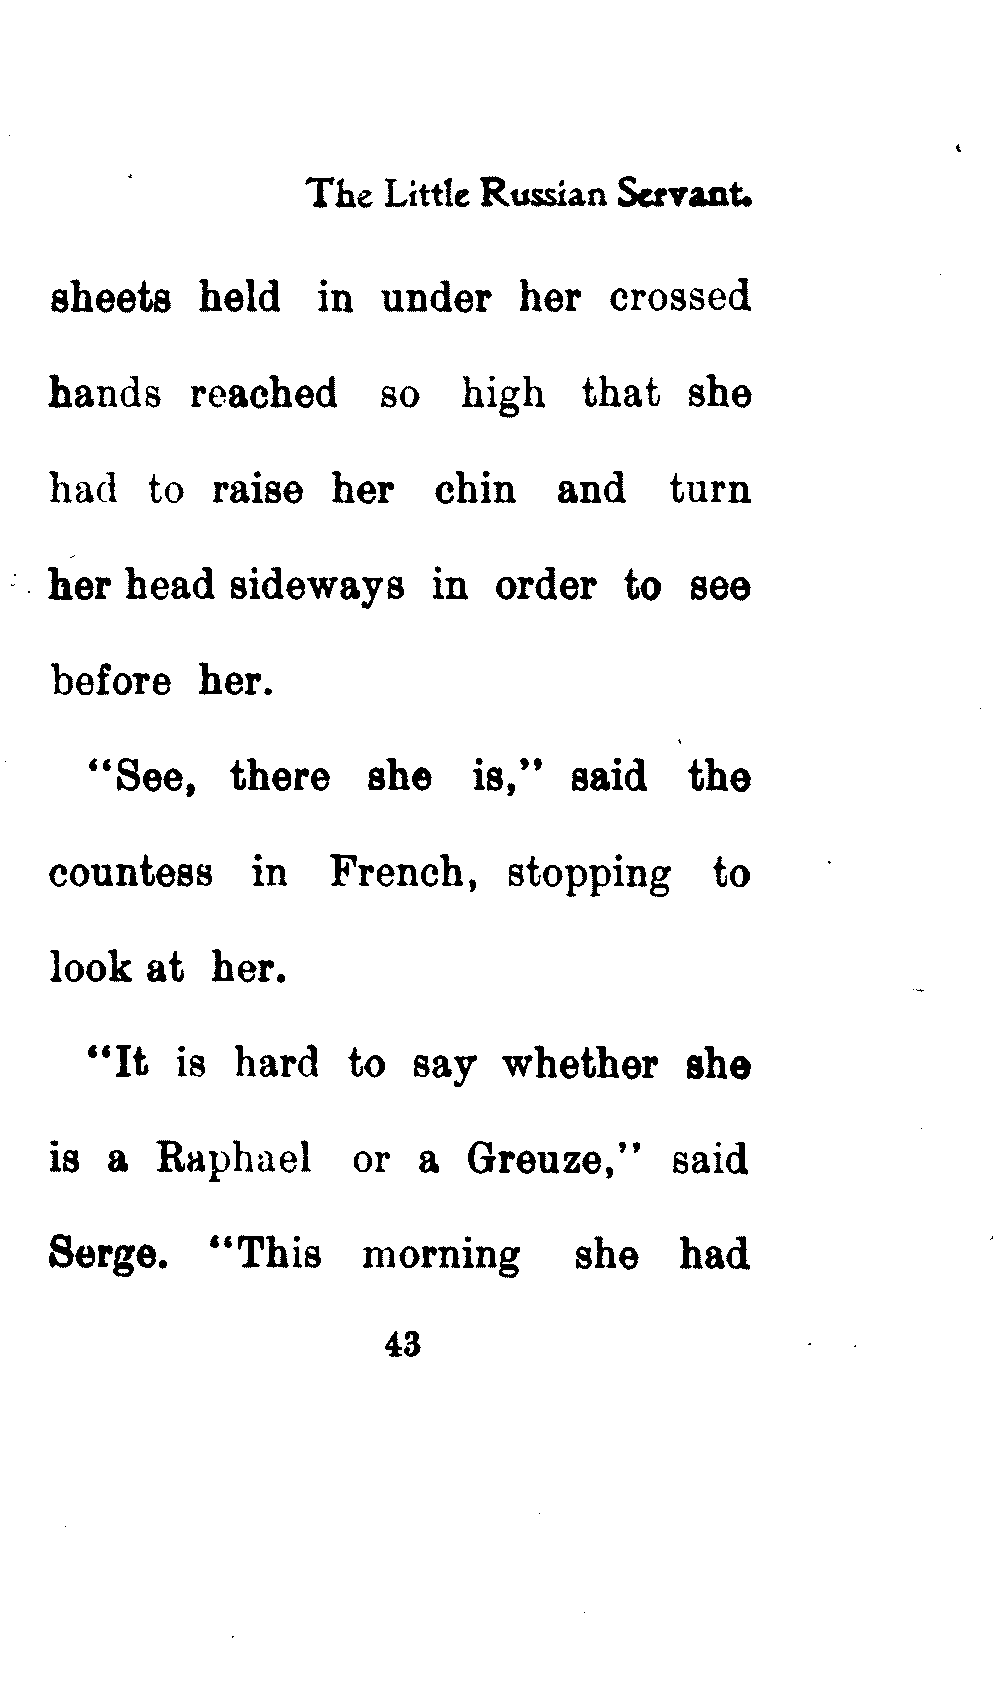 The Little Russian Servant.
sheets held in under her crossed
hands reached so high that she
had to raise her chin and turn
her head sideways in order to see
before her.
"See, there she is," said the
countess in French, stopping to
look at her.
"It is hard to say whether she
is a Raphael or a Greuze," said
Serge. "This morning she had
43